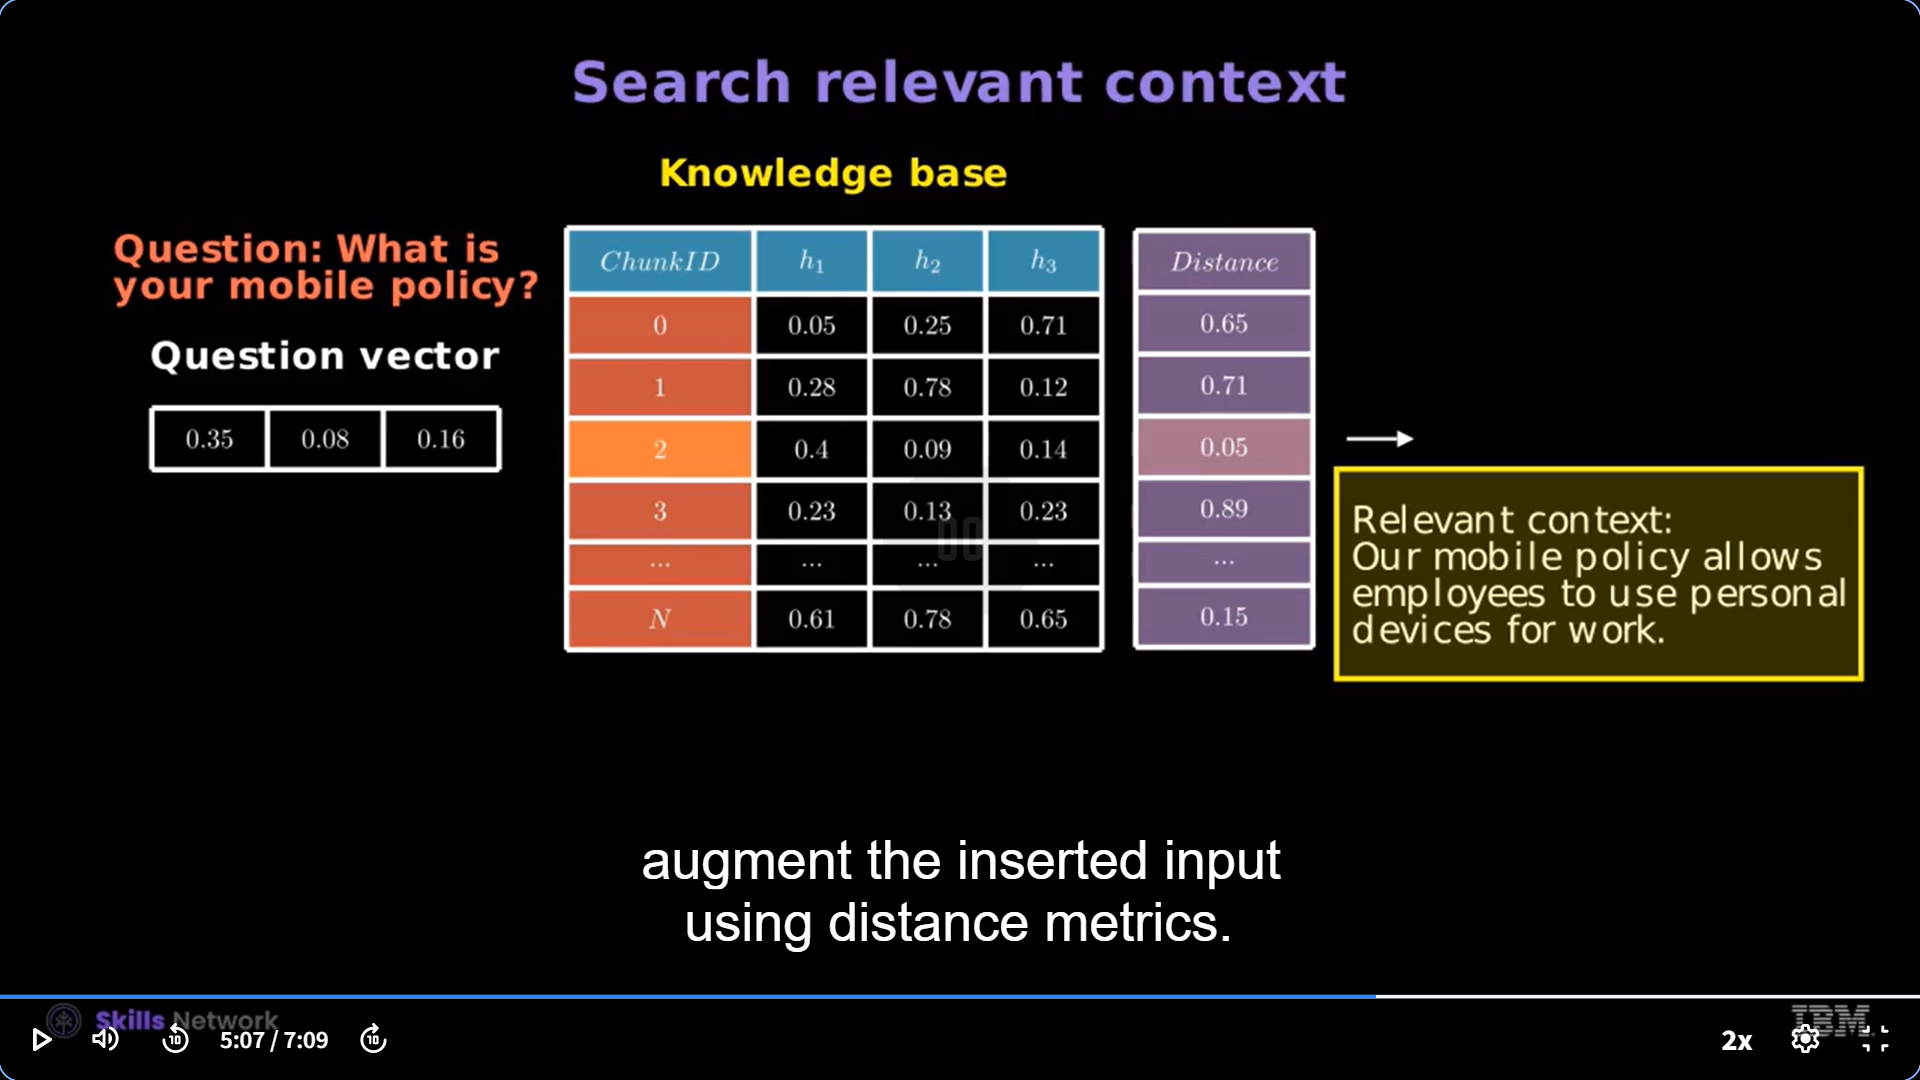 Search relevant context
Knowledge base
Question: What is
your mobile policy?
Question vector
0.35 0.08 0.16
ChunkID h₁ h₂ h₃ Distance
0 0.05 0.25 0.71 0.65
1 0.28 0.78 0.12 0.71
2 0.4 0.09 0.14 0.05
3 0.23 0.13 0.23 0.89
... ... ... ... ...
N 0.61 0.78 0.65 0.15
Relevant context:
Our mobile policy allows
employees to use personal
devices for work.
augment the inserted input
using distance metrics.
Skills Network
IBM
10 5:07 / 7:09 10 2x